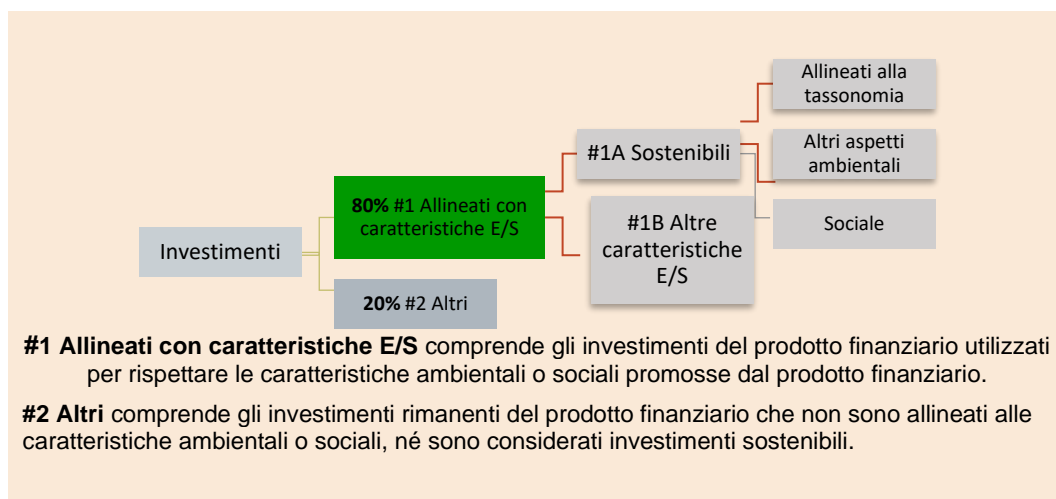 Allineati alla
tassonomia
#1A Sostenibili
Altri aspetti
ambientali
80% #1 Allineati con
caratteristiche E/S
#1B Altre
caratteristiche
E/S
Sociale
Investimenti
20% #2 Altri
#1 Allineati con caratteristiche E/S comprende gli investimenti del prodotto finanziario utilizzati
per rispettare le caratteristiche ambientali o sociali promosse dal prodotto finanziario.
#2 Altri comprende gli investimenti rimanenti del prodotto finanziario che non sono allineati alle
caratteristiche ambientali o sociali, né sono considerati investimenti sostenibili.